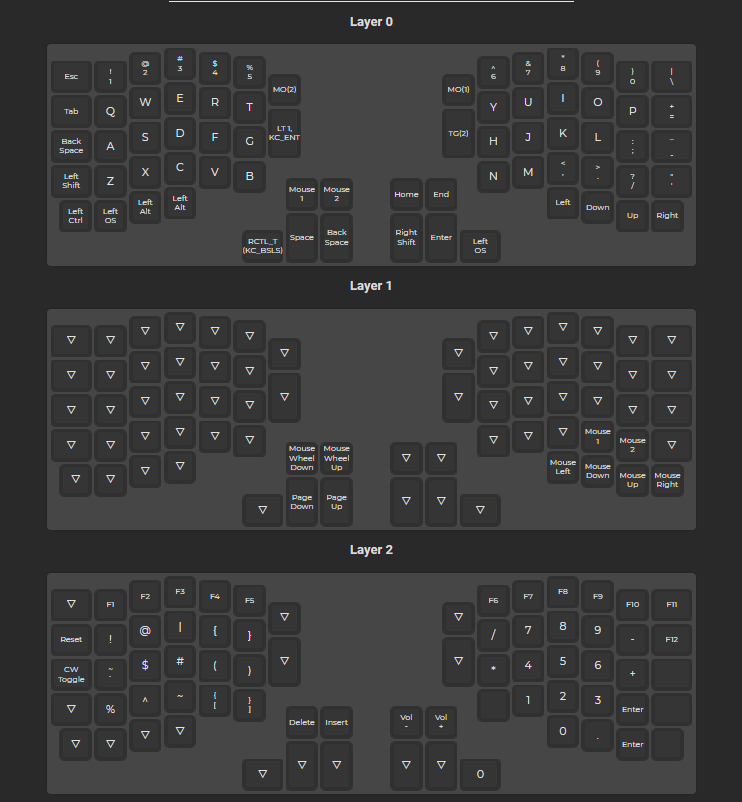 Layer 0
Esc
!
1
@
2
#
3
$
4
%
5
MO(2)
MO(1)
^
6
&
7
*
8
(
9
)
0
|
\
Tab
Q
W
E
R
T
LT 1,
KC_ENT
TG(2)
Y
U
I
O
P
+
=
Back
Space
A
S
D
F
G
H
J
K
L
:
;
_
-
Left
Shift
Z
X
C
V
B
N
M
<
,
>
.
?
/
"
'
Left
Ctrl
Left
OS
Left
Alt
Left
Alt
Left
Down
Up
Right
Mouse
1
Mouse
2
Home
End
RCTL_T
(KC_BSLS)
Space
Back
Space
Right
Shift
Enter
Left
OS
Layer 1
▽ ▽ ▽ ▽ ▽ ▽ ▽ ▽ ▽ ▽ ▽ ▽ ▽ ▽
▽ ▽ ▽ ▽ ▽ ▽ ▽ ▽ ▽ ▽ ▽ ▽ ▽ ▽
▽ ▽ ▽ ▽ ▽ ▽ ▽ ▽ ▽ ▽ ▽ ▽
▽ ▽ ▽ ▽ ▽ ▽ ▽ ▽ ▽
Mouse
1
Mouse
2
▽
▽ ▽ ▽ ▽
Mouse
Left
Mouse
Down
Mouse
Up
Mouse
Right
Mouse
Wheel
Down
Mouse
Wheel
Up
▽ ▽
▽
Page
Down
Page
Up
▽ ▽ ▽
Layer 2
▽
F1
F2
F3
F4
F5
▽ ▽
F6
F7
F8
F9
F10
F11
Reset
!
@
|
{
}
▽ ▽
/
7
8
9
-
F12
CW
Toggle
~
`
$
#
(
)
*
4
5
6
+
▽
%
^
~
{
[
}
]
1
2
3
Enter
▽ ▽ ▽ ▽
0
.
Enter
Delete
Insert
Vol
-
Vol
+
▽ ▽ ▽ ▽ ▽
0